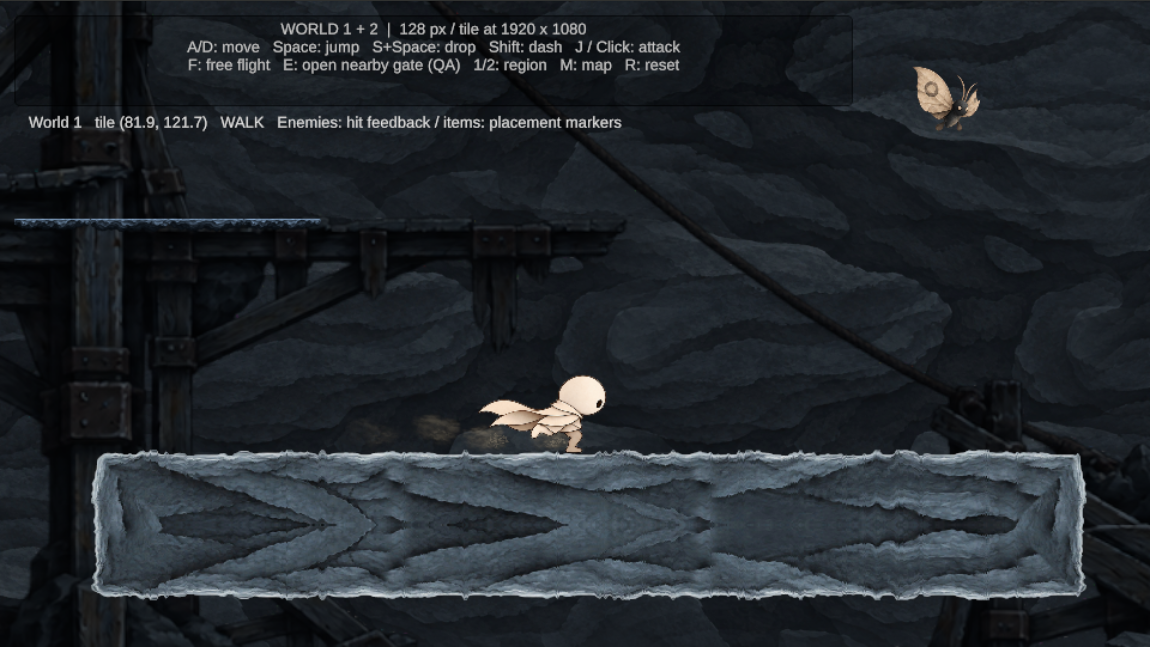 WORLD 1 + 2 | 128 px / tile at 1920 x 1080
A/D: move Space: jump S+Space: drop Shift: dash J / Click: attack
F: free flight E: open nearby gate (QA) 1/2: region M: map R: reset
World 1 tile (81.9, 121.7) WALK Enemies: hit feedback / items: placement markers